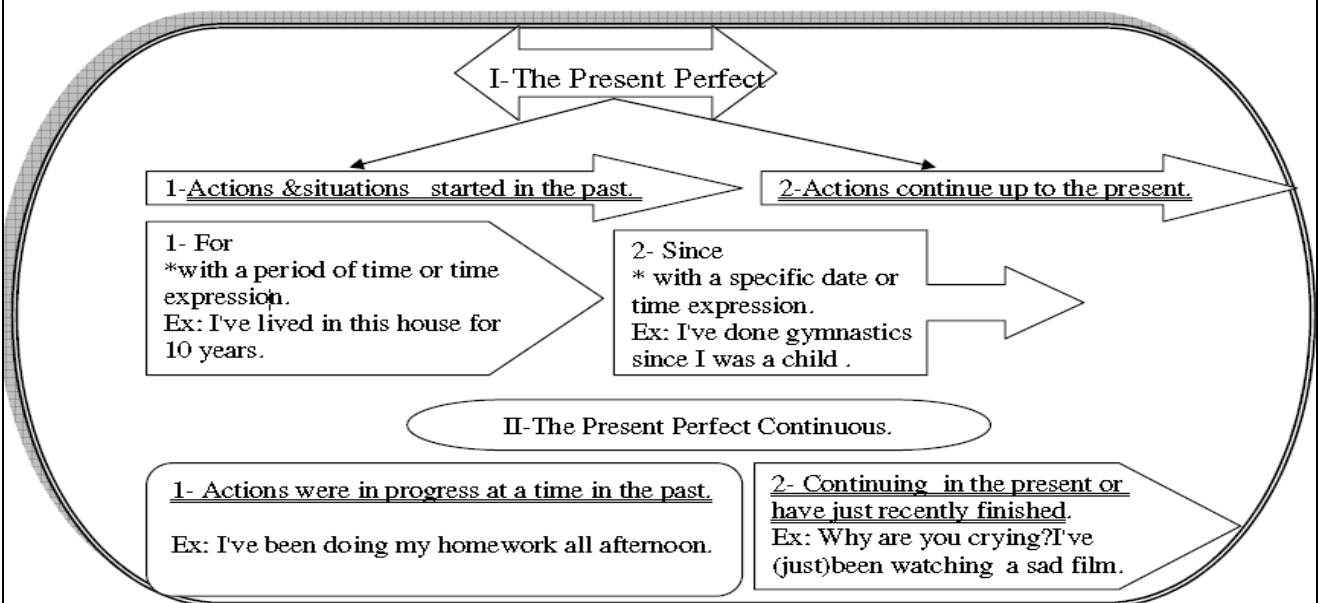 I-The Present Perfect
1-Actions &situations started in the past.
2-Actions continue up to the present.
1- For
*with a period of time or time
expression.
Ex: I've lived in this house for
10 years.
2- Since
* with a specific date or
time expression.
Ex: I've done gymnastics
since I was a child .
II-The Present Perfect Continuous.
1- Actions were in progress at a time in the past.
Ex: I've been doing my homework all afternoon.
2- Continuing in the present or
have just recently finished.
Ex: Why are you crying?I've
(just)been watching a sad film.